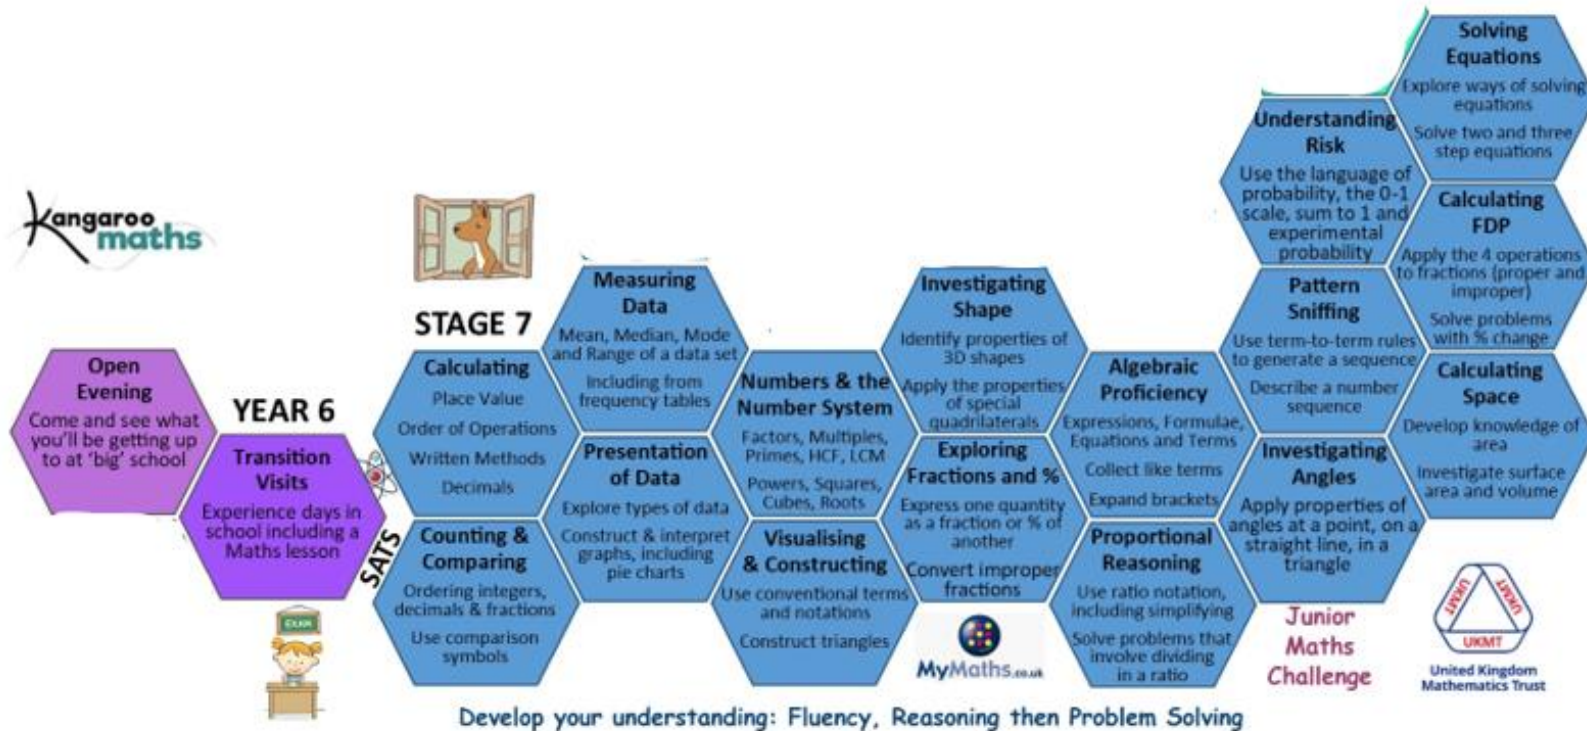 Kangaroo
maths
Open
Evening
Come and see what
you'll be getting up
to at 'big' school
YEAR 6
Transition
Visits
Experience days in
school including a
Maths lesson
SATS
EXAM
STAGE 7
Calculating
Place Value
Order of Operations
Written Methods
Decimals
Counting &
Comparing
Ordering integers,
decimals & fractions
Use comparison
symbols
Measuring
Data
Mean, Median, Mode
and Range of a data set
Including from
frequency tables
Presentation
of Data
Explore types of data
Construct & interpret
graphs, including
pie charts
Numbers & the
Number System
Factors, Multiples,
Primes, HCF, LCM
Powers, Squares,
Cubes, Roots
Visualising
& Constructing
Use conventional terms
and notations
Construct triangles
Investigating
Shape
Identify properties of
3D shapes
Apply the properties
of special
quadrilaterals
Exploring
Fractions and %
Express one quantity
as a fraction or % of
another
Convert improper
fractions
MyMaths.co.uk
Algebraic
Proficiency
Expressions, Formulae,
Equations and Terms
Collect like terms
Expand brackets
Proportional
Reasoning
Use ratio notation,
including simplifying
Solve problems that
involve dividing
in a ratio
Understanding
Risk
Use the language of
probability, the 0-1
scale, sum to 1 and
experimental
probability
Pattern
Sniffing
Use term-to-term rules
to generate a sequence
Describe a number
sequence
Investigating
Angles
Apply properties of
angles at a point, on a
straight line, in a
triangle
Junior
Maths
Challenge
Solving
Equations
Explore ways of solving
equations
Solve two and three
step equations
Calculating
FDP
Apply the 4 operations
to fractions (proper and
improper)
Solve problems
with % change
Calculating
Space
Develop knowledge of
area
Investigate surface
area and volume
UKMT
UKMT
UKMT
United Kingdom
Mathematics Trust
Develop your understanding: Fluency, Reasoning then Problem Solving